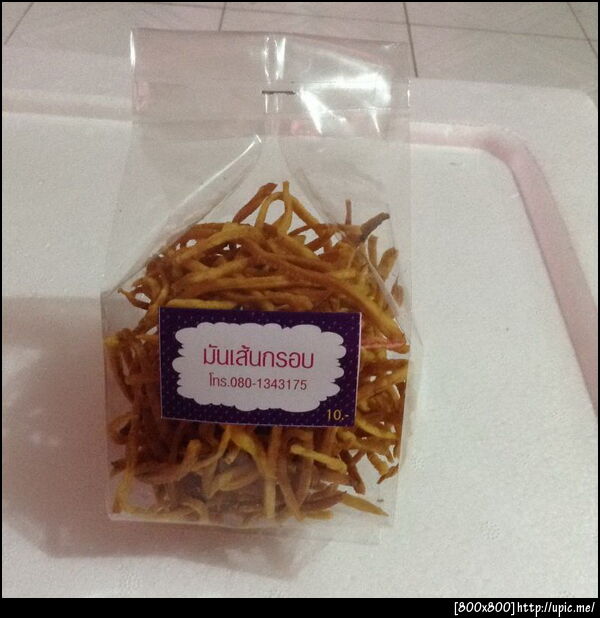 มันเส้นกรอบ
โทร.080-1343175
10.-
[800x800]http://upic.me/